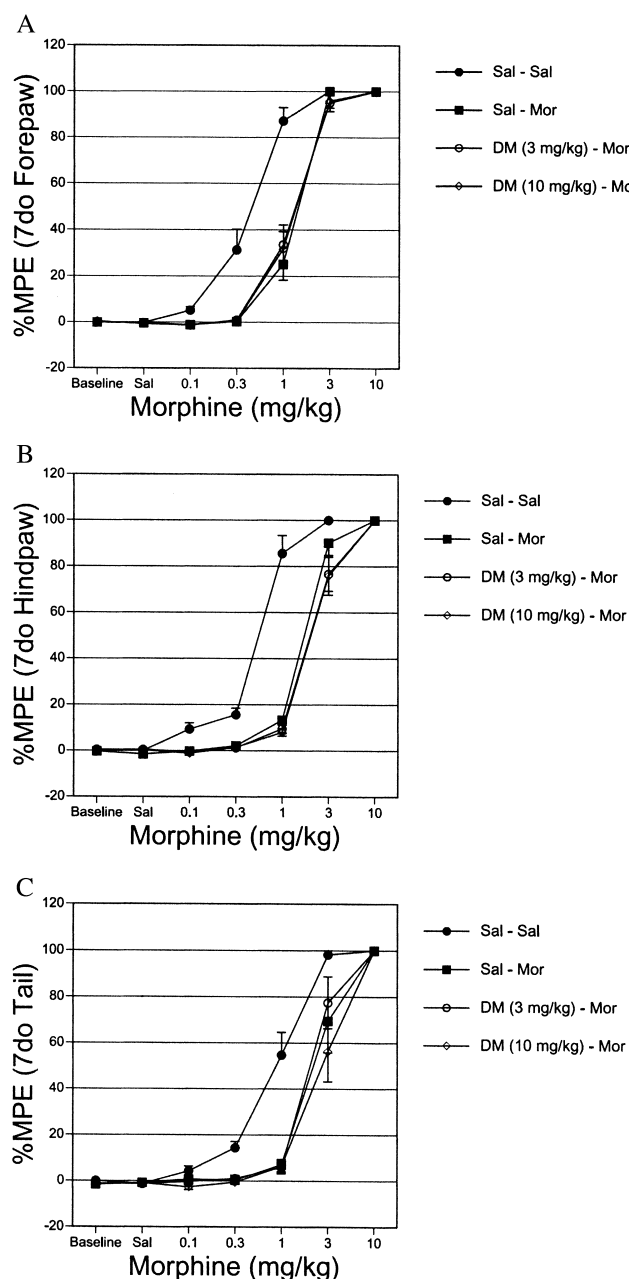 A
120
100
80
60
40
20
0
-20
%MPE (7do Forepaw)
Baseline Sal 0.1 0.3 1 3 10
Morphine (mg/kg)
Sal - Sal
Sal - Mor
DM (3 mg/kg) - Mor
DM (10 mg/kg) - Mo
B
120
100
80
60
40
20
0
-20
%MPE (7do Hindpaw)
Baseline Sal 0.1 0.3 1 3 10
Morphine (mg/kg)
Sal - Sal
Sal - Mor
DM (3 mg/kg) - Mor
DM (10 mg/kg) - Mor
C
120
100
80
60
40
20
0
-20
%MPE (7do Tail)
Baseline Sal 0.1 0.3 1 3 10
Morphine (mg/kg)
Sal - Sal
Sal - Mor
DM (3 mg/kg) - Mor
DM (10 mg/kg) - Mor